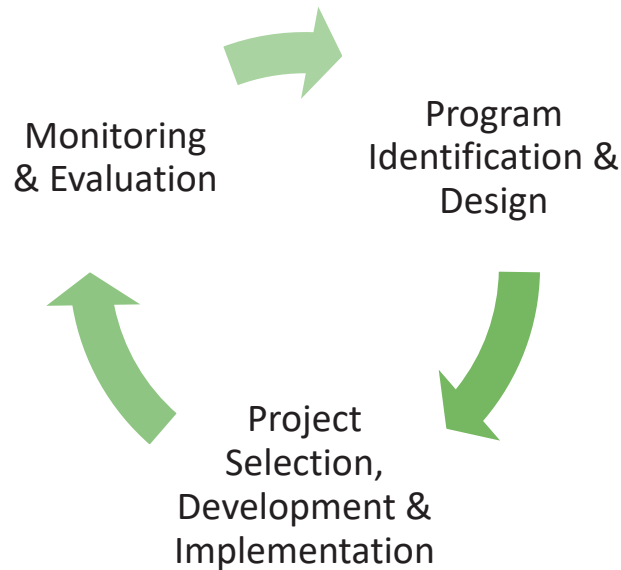 Monitoring
& Evaluation
Program
Identification &
Design
Project
Selection,
Development &
Implementation